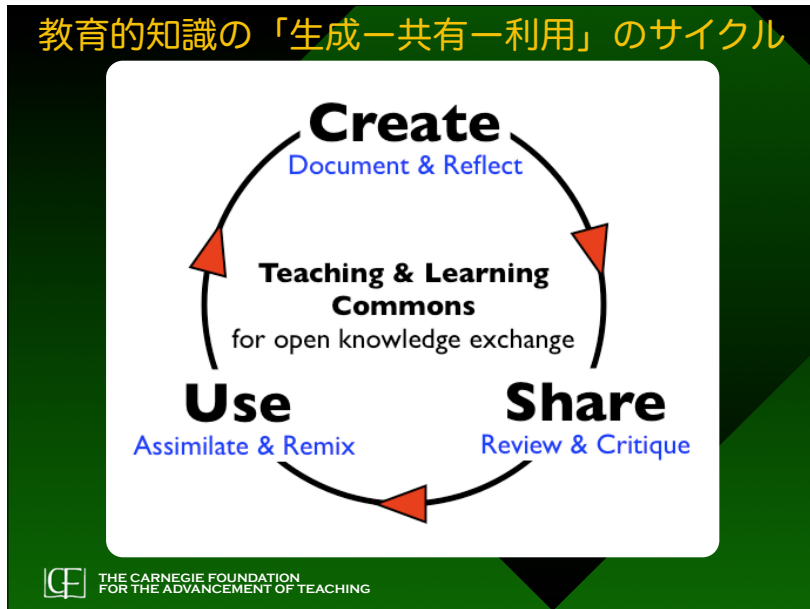 教育的知識の「生成ー共有ー利用」のサイクル
Create
Document & Reflect
Teaching & Learning
Commons
for open knowledge exchange
Use
Assimilate & Remix
Share
Review & Critique
CF
THE CARNEGIE FOUNDATION
FOR THE ADVANCEMENT OF TEACHING